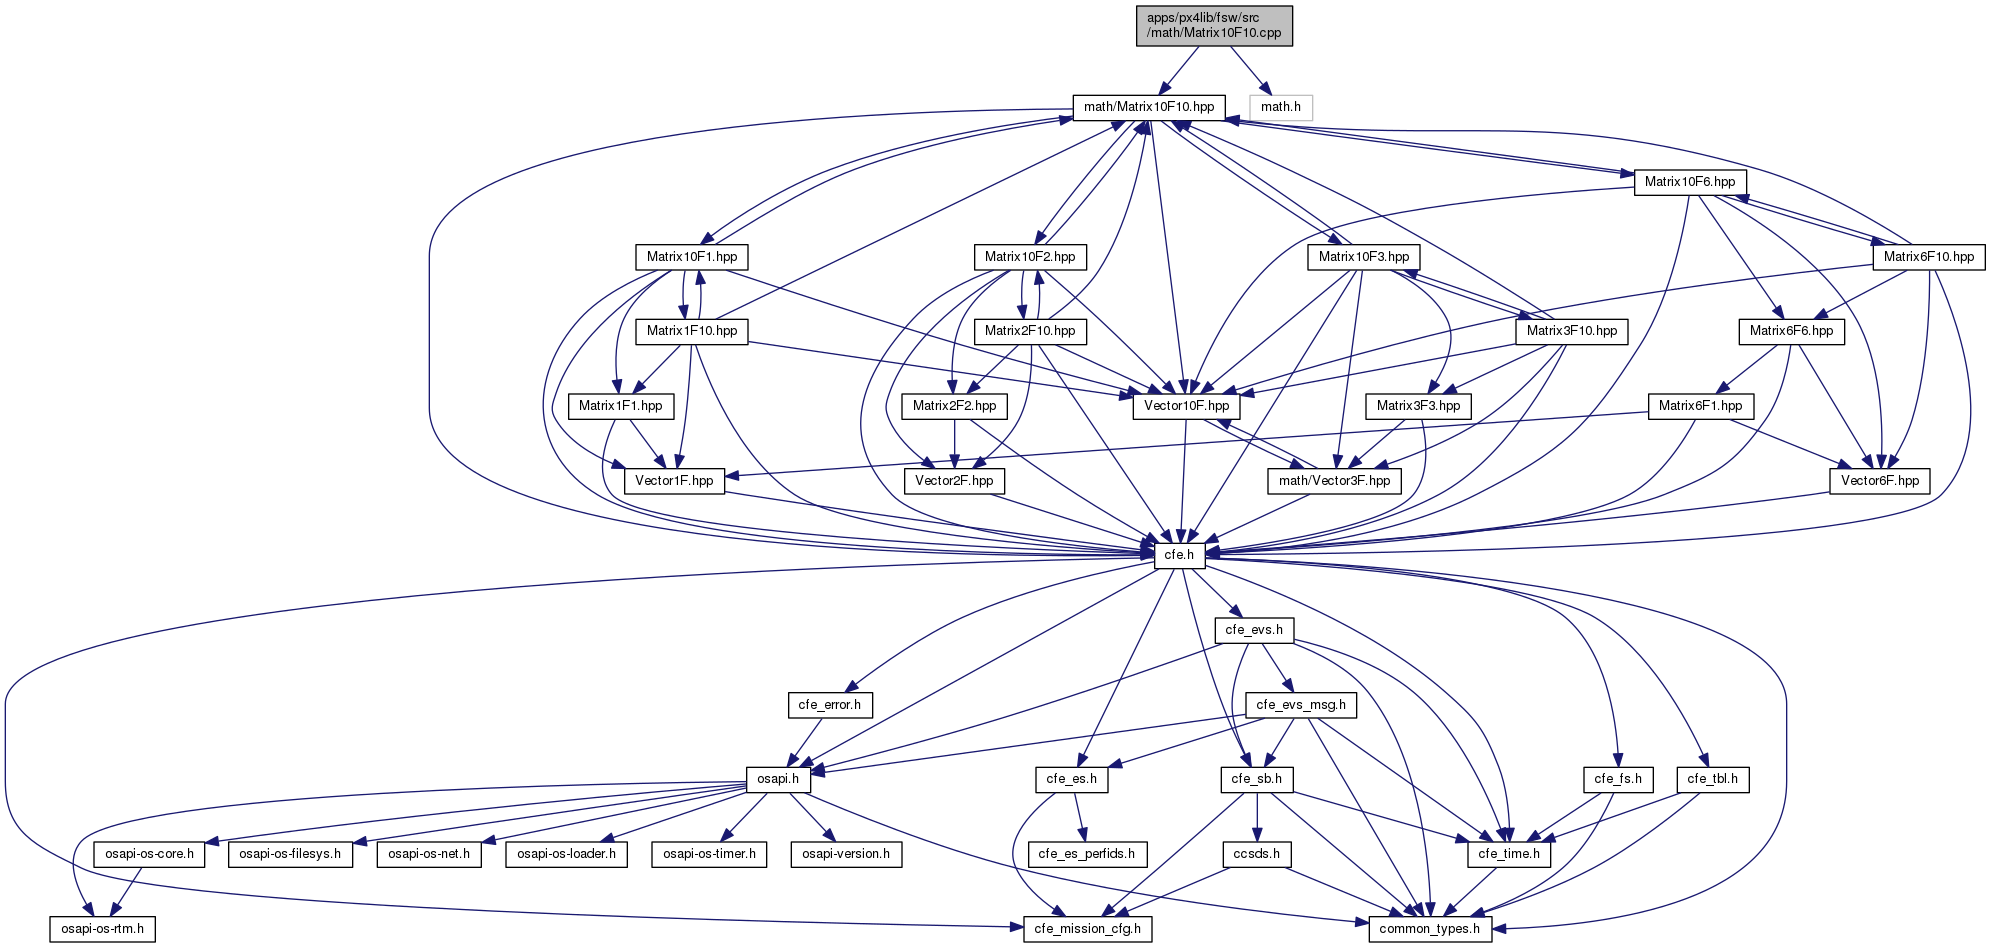 apps/px4lib/fsw/src
/math/Matrix10F10.cpp
math/Matrix10F10.hpp
math.h
Matrix10F6.hpp
Matrix10F1.hpp
Matrix10F2.hpp
Matrix10F3.hpp
Matrix6F10.hpp
Matrix1F10.hpp
Matrix2F10.hpp
Matrix3F10.hpp
Matrix6F6.hpp
Matrix1F1.hpp
Matrix2F2.hpp
Vector10F.hpp
Matrix3F3.hpp
Matrix6F1.hpp
Vector1F.hpp
Vector2F.hpp
math/Vector3F.hpp
Vector6F.hpp
cfe.h
cfe_evs.h
cfe_error.h
cfe_evs_msg.h
osapi.h
cfe_es.h
cfe_sb.h
cfe_fs.h
cfe_tbl.h
osapi-os-core.h
osapi-os-filesys.h
osapi-os-net.h
osapi-os-loader.h
osapi-os-timer.h
osapi-version.h
cfe_es_perfids.h
ccsds.h
cfe_time.h
osapi-os-rtm.h
cfe_mission_cfg.h
common_types.h